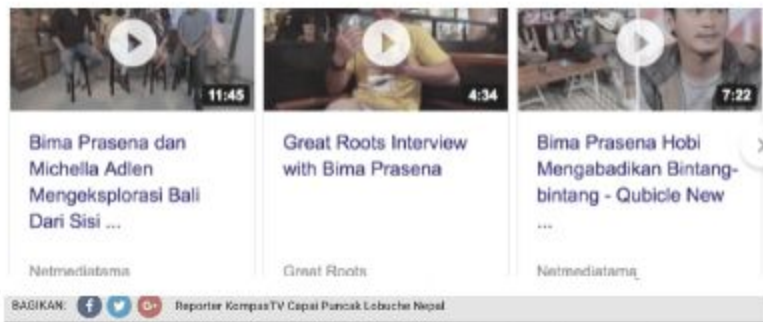 11:45
4:34
7:22
Bima Prasena dan
Michella Adlen
Mengeksplorasi Bali
Dari Sisi ...
Great Roots Interview
with Bima Prasena
Bima Prasena Hobi
Mengabadikan Bintang-
bintang - Qubicle New
...
Netmediatama
Great Roots
Netmediatama
BAGIKAN:
f
G+
Reporter KompasTV Capai Puncak Lobuche Nepal